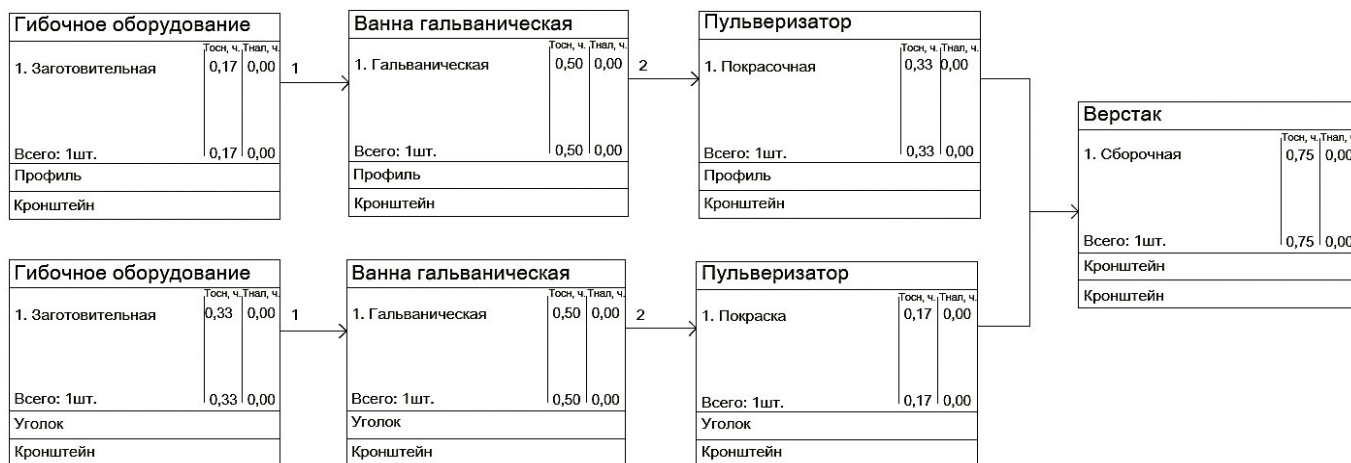 Гибочное оборудование
Тосн, ч. Тнал, ч.
1. Заготовительная 0,17 0,00
Всего: 1шт. 0,17 0,00
Профиль
Кронштейн
1
Ванна гальваническая
Тосн, ч. Тнал, ч.
1. Гальваническая 0,50 0,00
Всего: 1шт. 0,50 0,00
Профиль
Кронштейн
2
Пульверизатор
Тосн, ч. Тнал, ч.
1. Покрасочная 0,33 0,00
Всего: 1шт. 0,33 0,00
Профиль
Кронштейн
Верстак
Тосн, ч. Тнал, ч
1. Сборочная 0,75 0,00
Всего: 1шт. 0,75 0,00
Кронштейн
Кронштейн
Гибочное оборудование
Тосн, ч. Тнал, ч.
1. Заготовительная 0,33 0,00
Всего: 1шт. 0,33 0,00
Уголок
Кронштейн
1
Ванна гальваническая
Тосн, ч. Тнал, ч.
1. Гальваническая 0,50 0,00
Всего: 1шт. 0,50 0,00
Уголок
Кронштейн
2
Пульверизатор
Тосн, ч. Тнал, ч.
1. Покраска 0,17 0,00
Всего: 1шт. 0,17 0,00
Уголок
Кронштейн